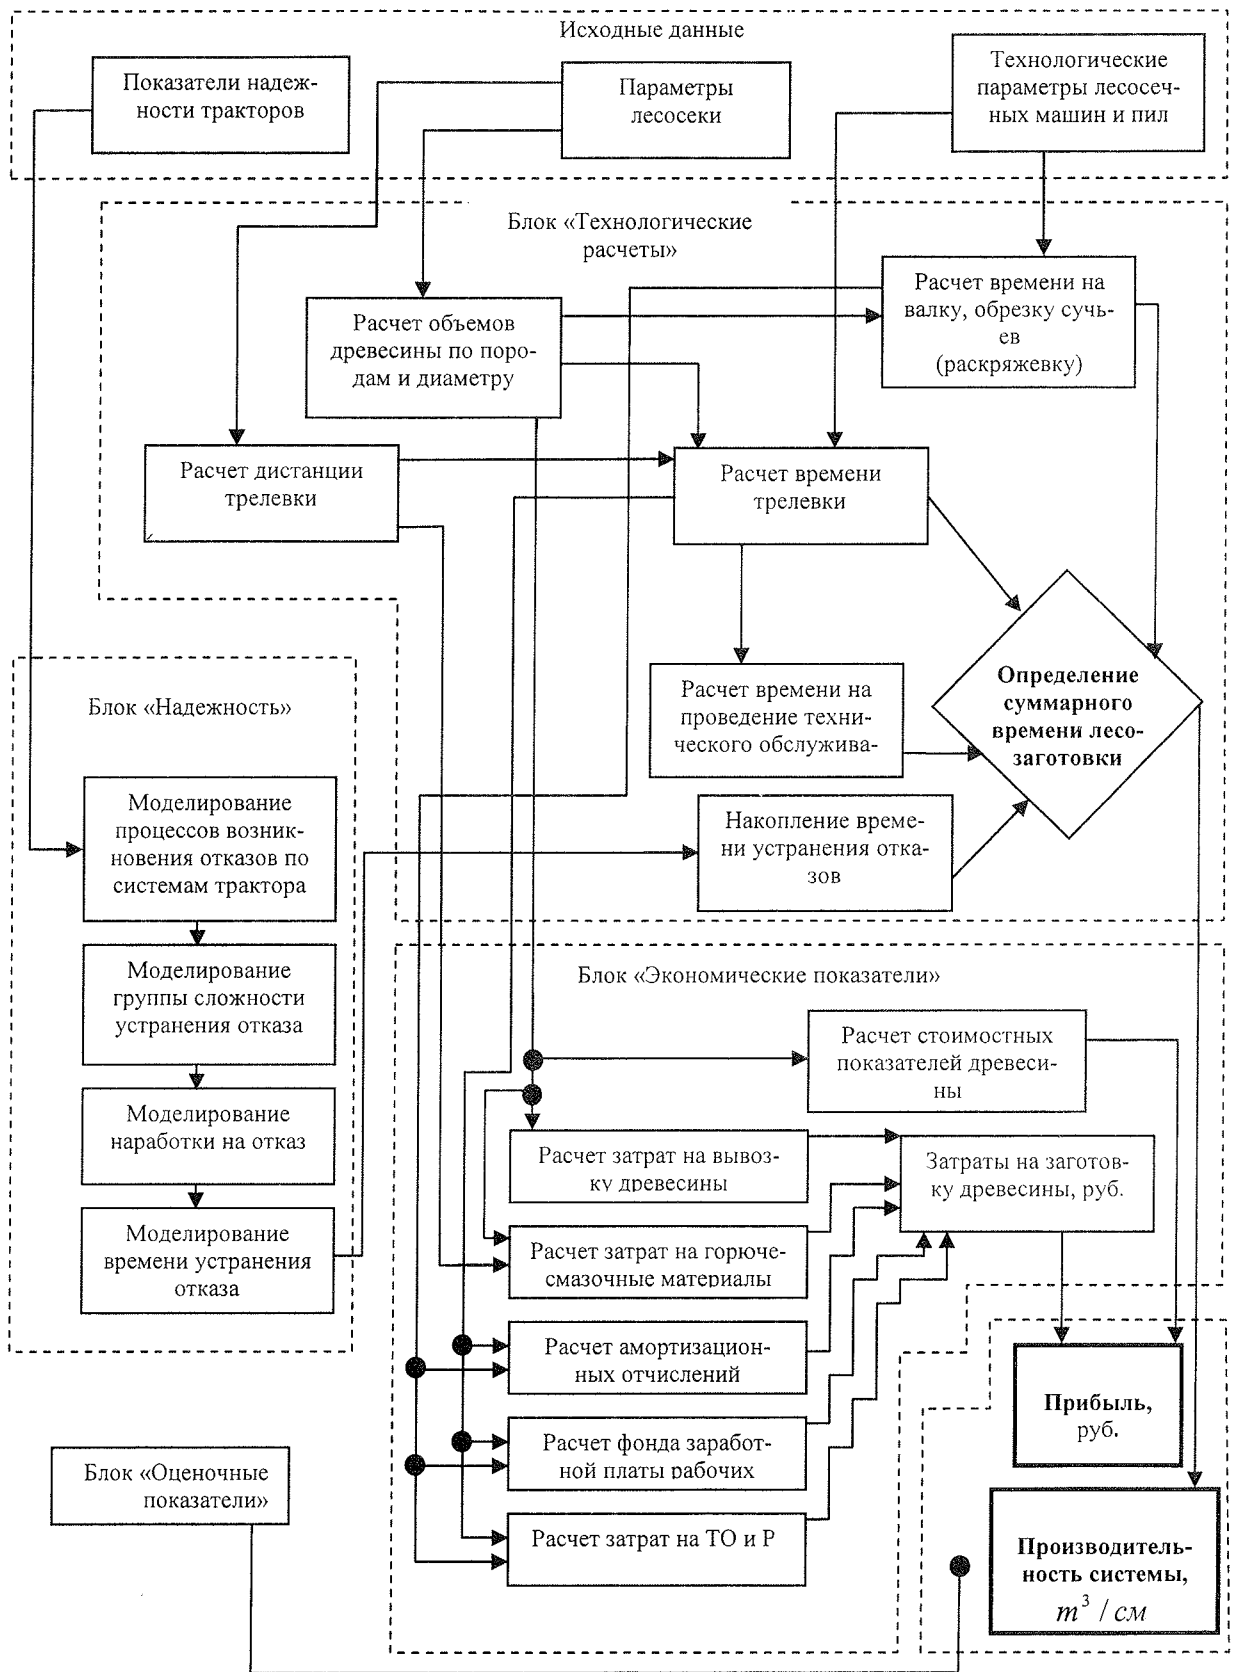 Исходные данные
Показатели надеж-
ности тракторов
Параметры
лесосеки
Технологические
параметры лесосеч-
ных машин и пил
Блок «Технологические
расчеты»
Расчет времени на
валку, обрезку сучь-
ев
(раскряжевку)
Расчет объемов
древесины по поро-
дам и диаметру
Расчет дистанции
трелевки
Расчет времени
трелевки
Расчет времени на
проведение техни-
ческого обслужива-
Определение
суммарного
времени лесо-
заготовки
Блок «Надежность»
Моделирование
процессов возник-
новения отказов по
системам трактора
Накопление време-
ни устранения отка-
зов
Моделирование
группы сложности
устранения отказа
Моделирование
наработки на отказ
Моделирование
времени устранения
отказа
Блок «Экономические показатели»
Расчет стоимостных
показателей древеси-
ны
Расчет затрат на вывоз-
ку древесины
Затраты на заготов-
ку древесины, руб.
Расчет затрат на горюче-
смазочные материалы
Расчет амортизацион-
ных отчислений
Расчет фонда заработ-
ной платы рабочих
Расчет затрат на ТО и Р
Прибыль,
руб.
Блок «Оценочные
показатели»
Производитель-
ность системы,
m³ / см